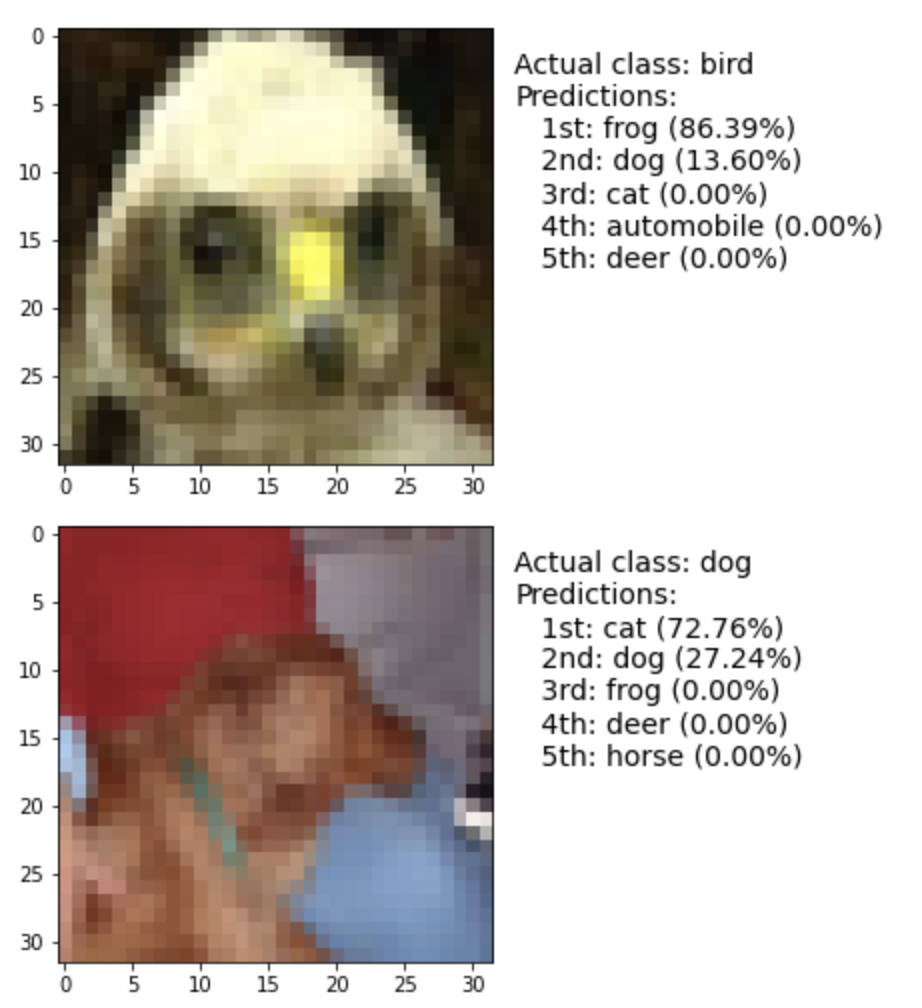 0
5
10
15
20
25
30
0 5 10 15 20 25 30
Actual class: bird
Predictions:
1st: frog (86.39%)
2nd: dog (13.60%)
3rd: cat (0.00%)
4th: automobile (0.00%)
5th: deer (0.00%)
0
5
10
15
20
25
30
0 5 10 15 20 25 30
Actual class: dog
Predictions:
1st: cat (72.76%)
2nd: dog (27.24%)
3rd: frog (0.00%)
4th: deer (0.00%)
5th: horse (0.00%)